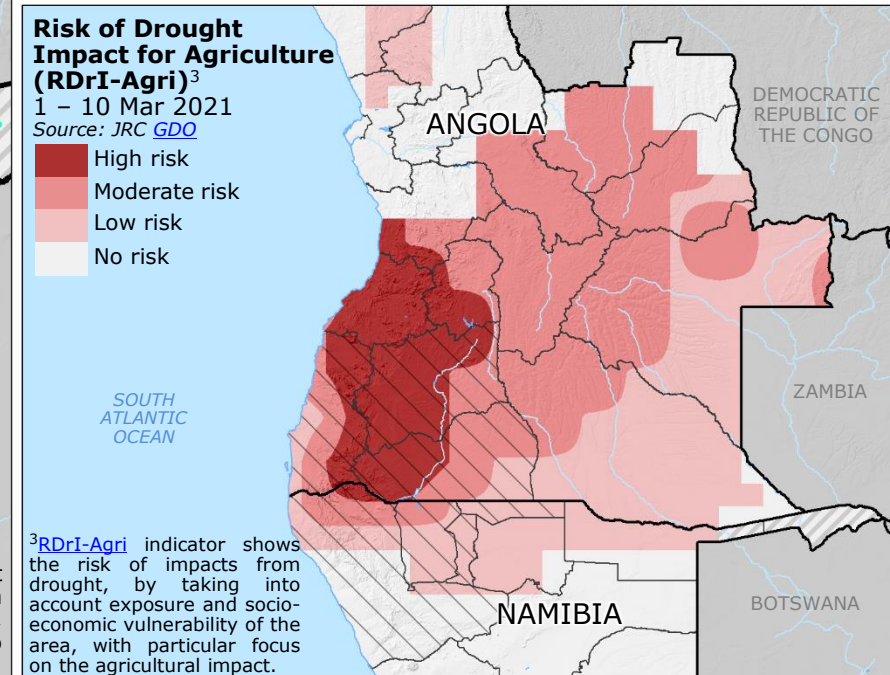 Risk of Drought
Impact for Agriculture
(RDrI-Agri)³
1 – 10 Mar 2021
Source: JRC GDO
High risk
Moderate risk
Low risk
No risk
ANGOLA
DEMOCRATIC
REPUBLIC OF
THE CONGO
SOUTH
ATLANTIC
OCEAN
ZAMBIA
NAMIBIA
BOTSWANA
³RDrI-Agri indicator shows
the risk of impacts from
drought, by taking into
account exposure and socio-
economic vulnerability of the
area, with particular focus
on the agricultural impact.